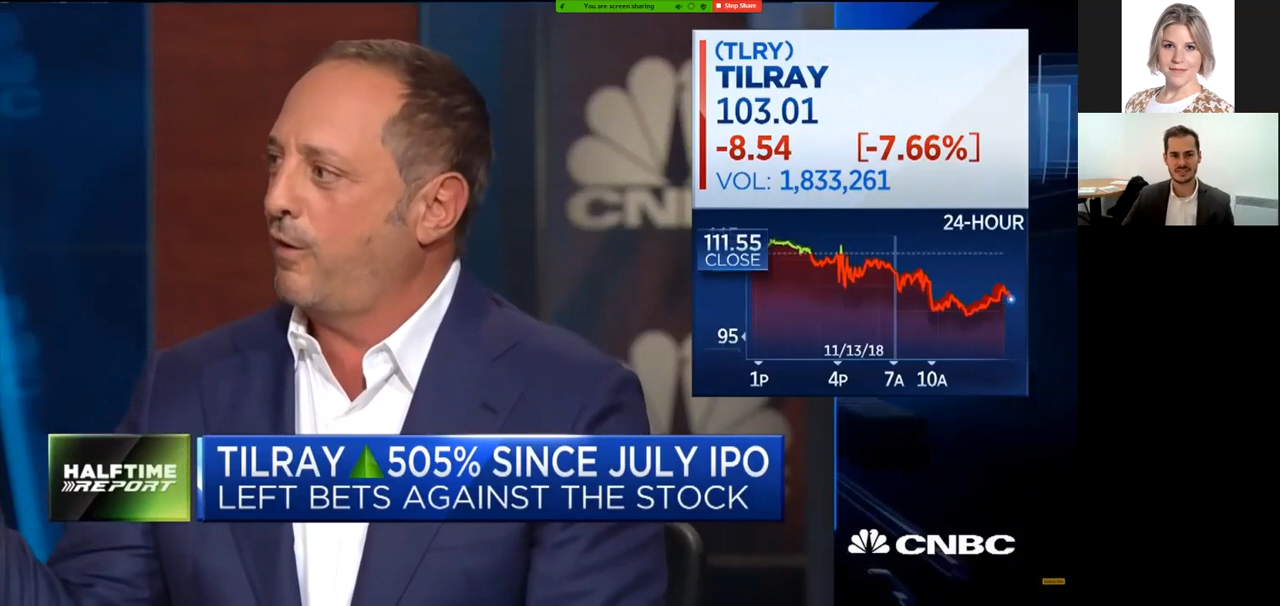 You are screen sharing
Stop Share
CNBC
(TLRY)
TILRAY
103.01
-8.54 [-7.66%]
VOL: 1,833,261
24-HOUR
111.55
CLOSE
95
11/13/18
1P 4P 7A 10A
HALFTIME
REPORT
TILRAY 505% SINCE JULY IPO
LEFT BETS AGAINST THE STOCK
CNBC